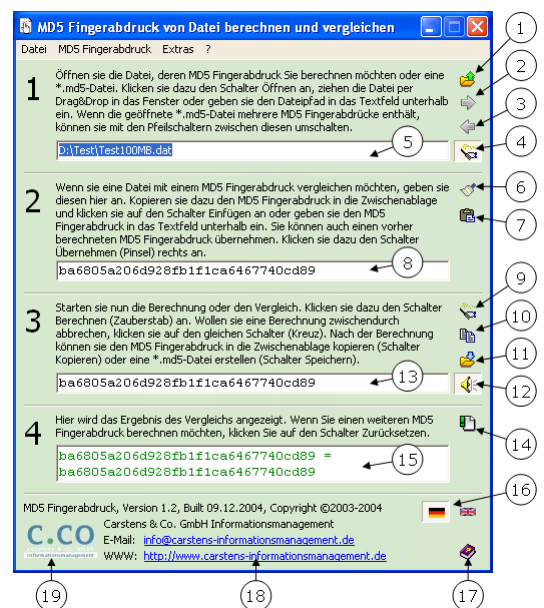 MD5 Fingerabdruck von Datei berechnen und vergleichen
Datei MD5 Fingerabdruck Extras ?
1
Öffnen sie die Datei, deren MD5 Fingerabdruck Sie berechnen möchten oder eine
*.md5-Datei. Klicken sie dazu den Schalter Öffnen an, ziehen die Datei per
Drag&Drop in das Fenster oder geben sie den Dateipfad in das Textfeld unterhalb
ein. Wenn die geöffnete *.md5-Datei mehrere MD5 Fingerabdrücke enthält,
können sie mit den Pfeilschaltern zwischen diesen umschalten.
D:\Test\Test100MB.dat
2
Wenn sie eine Datei mit einem MD5 Fingerabdruck vergleichen möchten, geben sie
diesen hier an. Kopieren sie dazu den MD5 Fingerabdruck in die Zwischenablage
und klicken sie auf den Schalter Einfügen an oder geben sie den MD5
Fingerabdruck in das Textfeld unterhalb ein. Sie können auch einen vorher
berechneten MD5 Fingerabdruck übernehmen. Klicken sie dazu den Schalter
Übernehmen (Pinsel) rechts an.
ba6805a206d928fb1f1ca6467740cd89
3
Starten sie nun die Berechnung oder den Vergleich. Klicken sie dazu den Schalter
Berechnen (Zauberstab) an. Wollen sie eine Berechnung zwischendurch
abbrechen, klicken sie auf den gleichen Schalter (Kreuz). Nach der Berechnung
können sie den MD5 Fingerabdruck in die Zwischenablage kopieren (Schalter
Kopieren) oder eine *.md5-Datei erstellen (Schalter Speichern).
ba6805a206d928fb1f1ca6467740cd89
4
Hier wird das Ergebnis des Vergleichs angezeigt. Wenn Sie einen weiteren MD5
Fingerabdruck berechnen möchten, klicken Sie auf den Schalter Zurücksetzen.
ba6805a206d928fb1f1ca6467740cd89 =
ba6805a206d928fb1f1ca6467740cd89
MD5 Fingerabdruck, Version 1.2, Built 09.12.2004, Copyright ©2003-2004
Carstens & Co. GmbH Informationsmanagement
E-Mail: info@carstens-informationsmanagement.de
WWW: http://www.carstens-informationsmanagement.de
C.CO
informationsmanagement
1
2
3
4
5
6
7
8
9
10
11
12
13
14
15
16
17
18
19